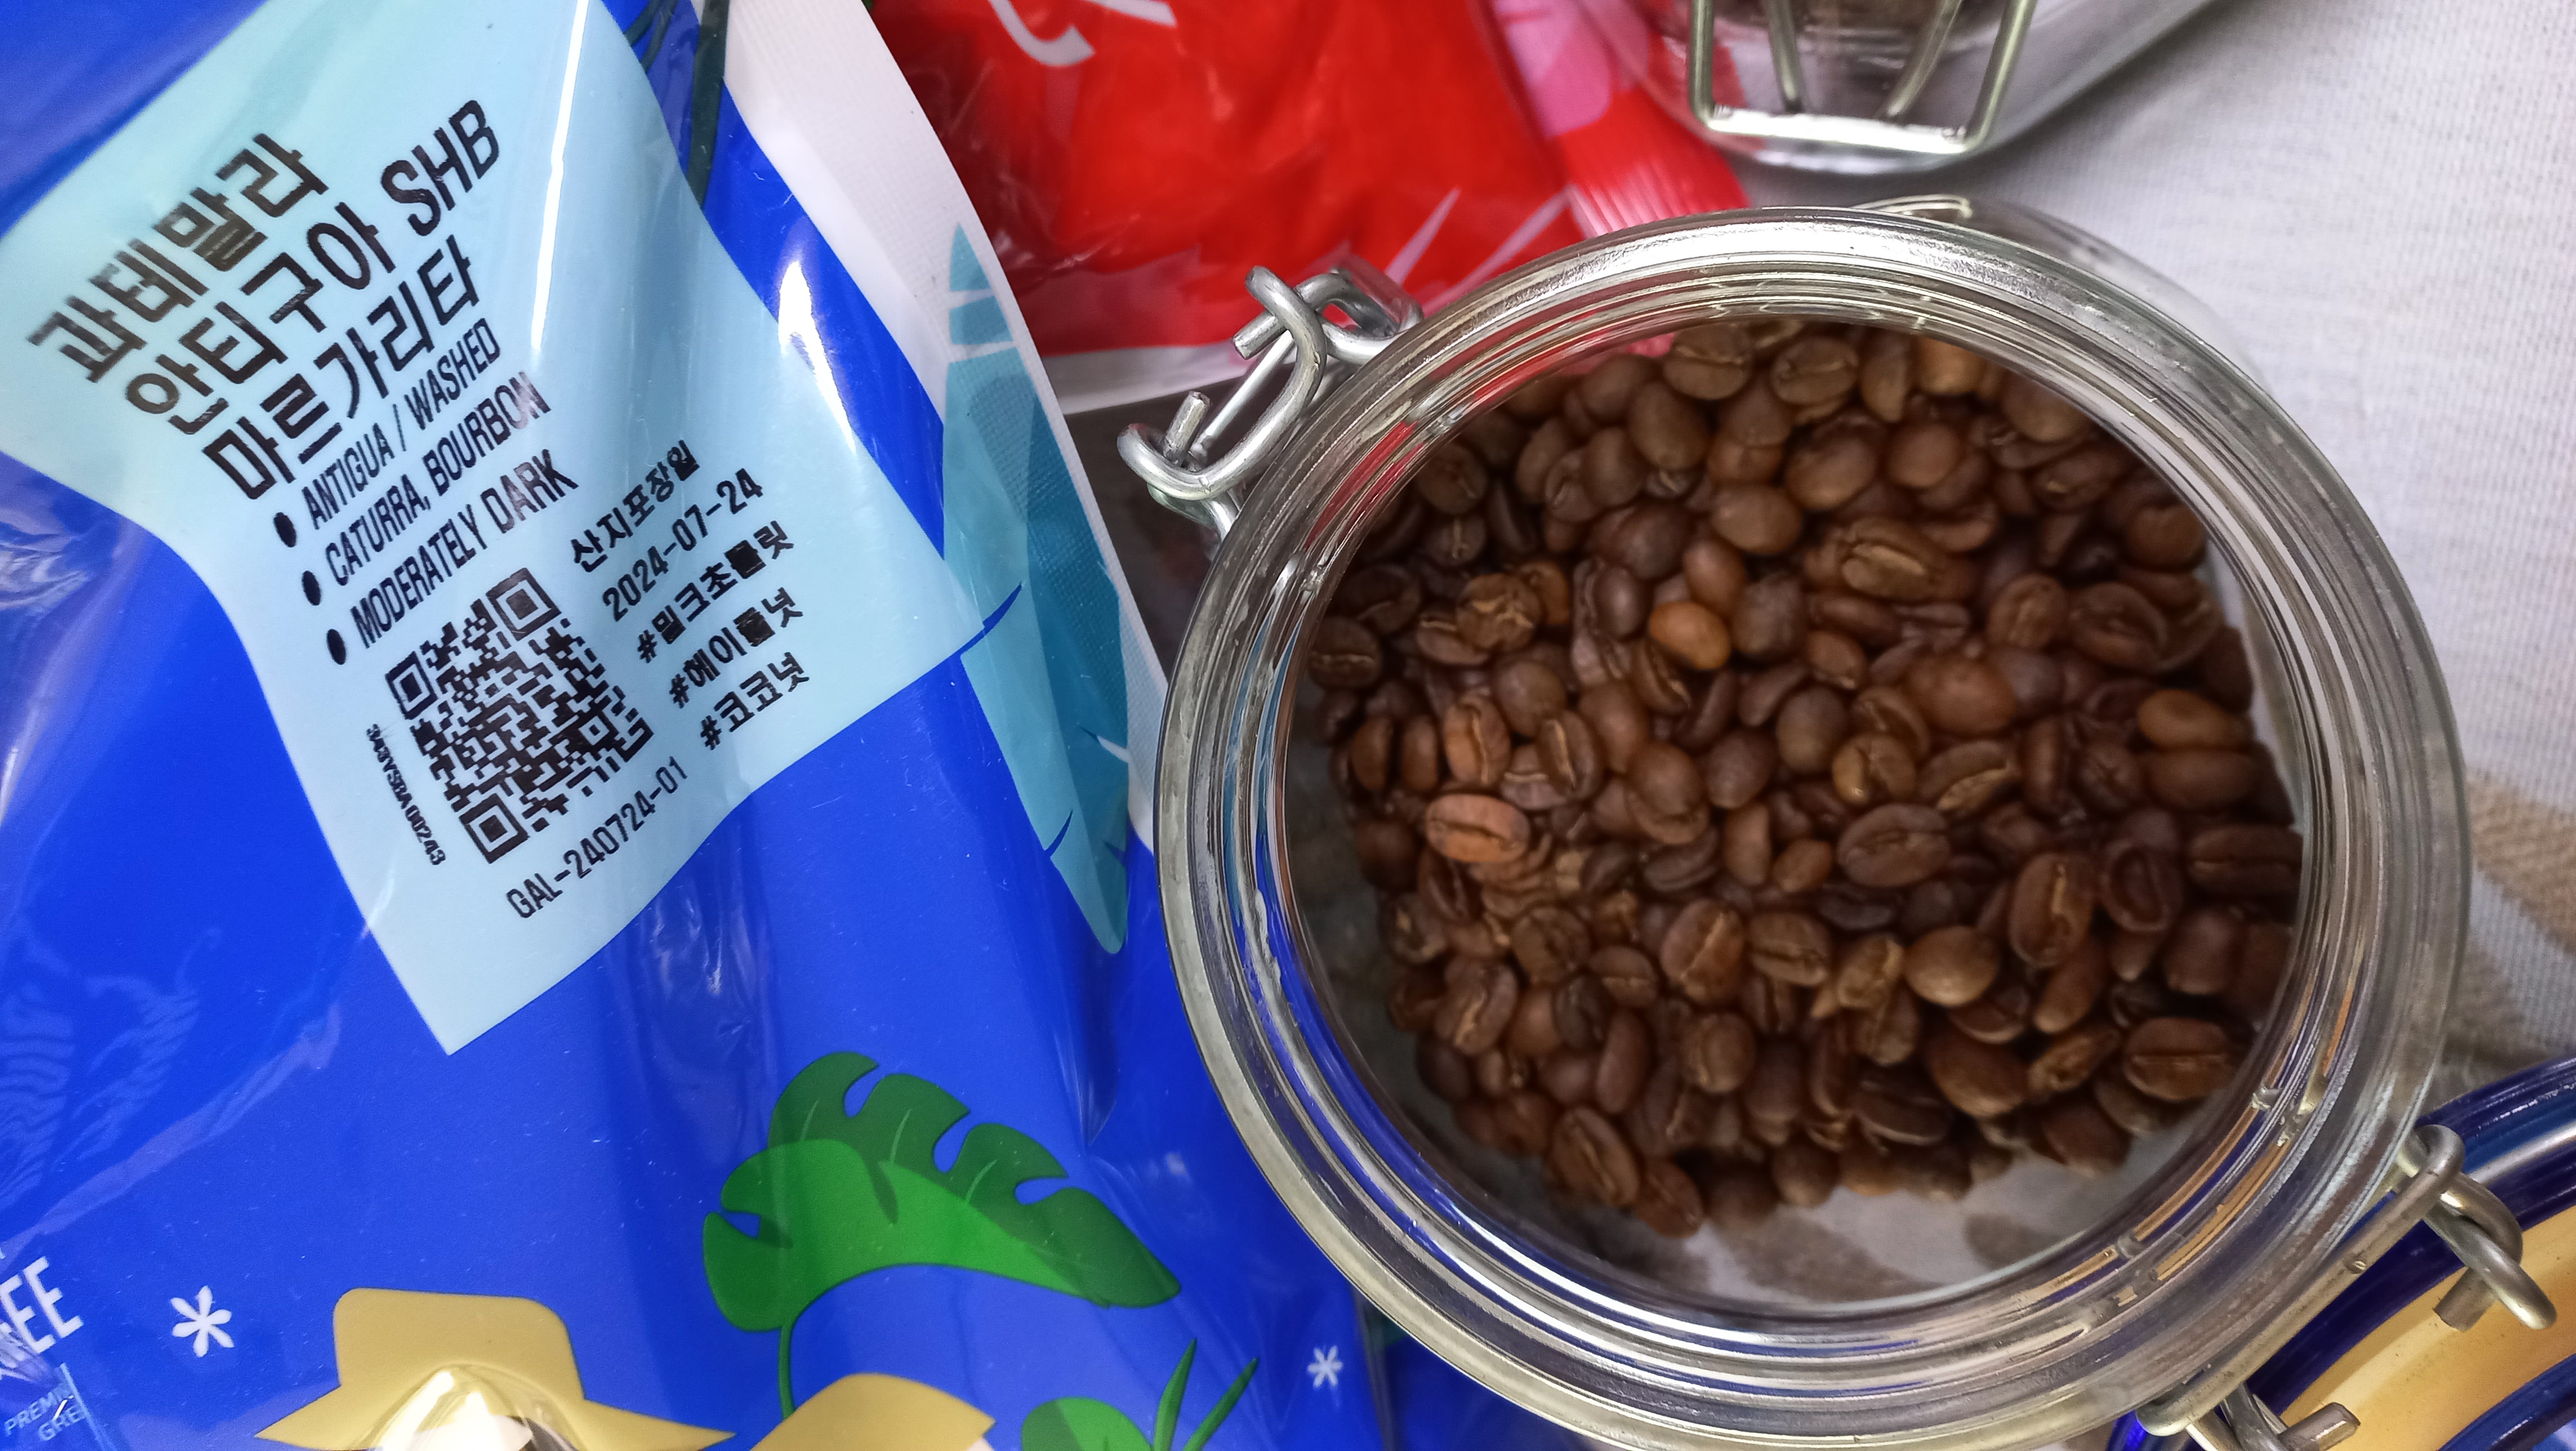 과테말라
안티구아 SHB
마르가리타
● ANTIGUA / WASHED
● CATURRA, BOURBON
● MODERATELY DARK
산지포장일
2024-07-24
#밀크초콜릿
#헤이즐넛
#코코넛
GAL-240724-01